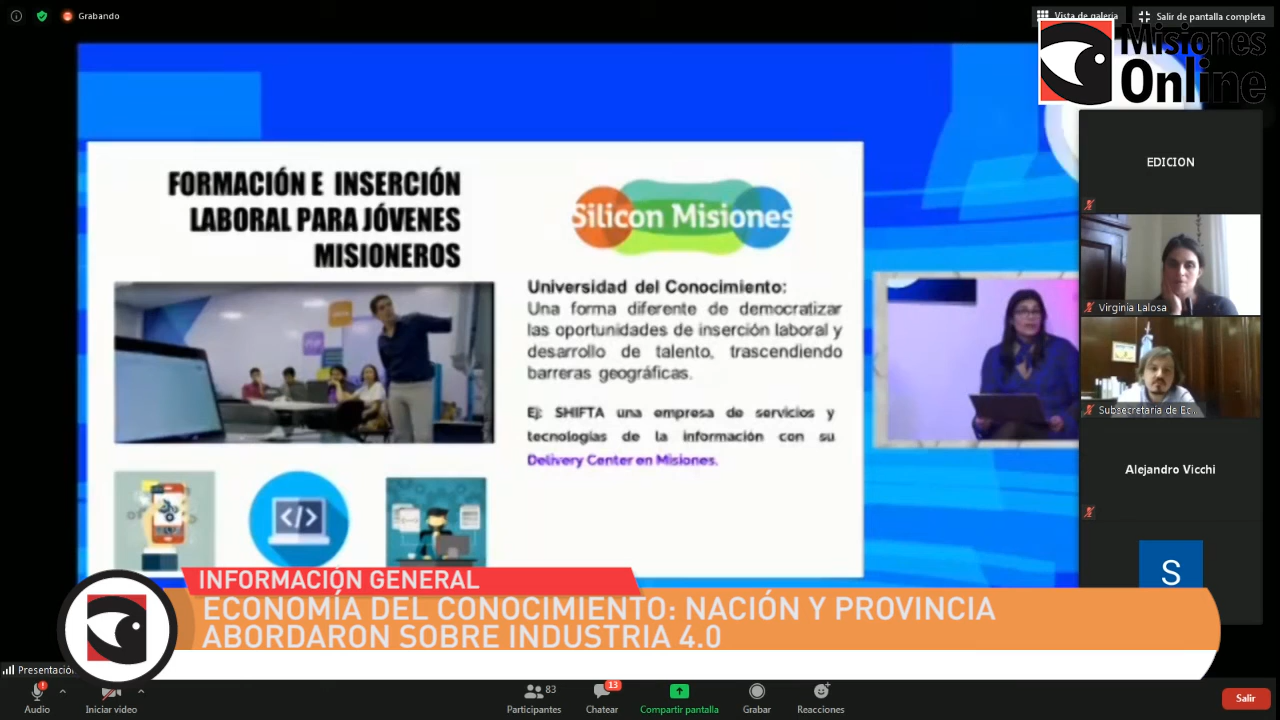 Grabando
Vista de galería
Salir de pantalla completa
Misiones
Online
FORMACIÓN E INSERCIÓN
LABORAL PARA JÓVENES
MISIONEROS
Silicon Misiones
Universidad del Conocimiento:
Una forma diferente de democratizar
las oportunidades de inserción laboral y
desarrollo de talento, trascendiendo
barreras geográficas.
Ej: SHIFTA una empresa de servicios y
tecnologías de la información con su
Delivery Center en Misiones.
EDICION
Virginia Lalosa
Subsecretaría de Ec...
Alejandro Vicchi
S
INFORMACIÓN GENERAL
ECONOMÍA DEL CONOCIMIENTO: NACIÓN Y PROVINCIA
ABORDARON SOBRE INDUSTRIA 4.0
Presentación
Audio
Iniciar video
83
Participantes
13
Chatear
Compartir pantalla
Grabar
Reacciones
Salir